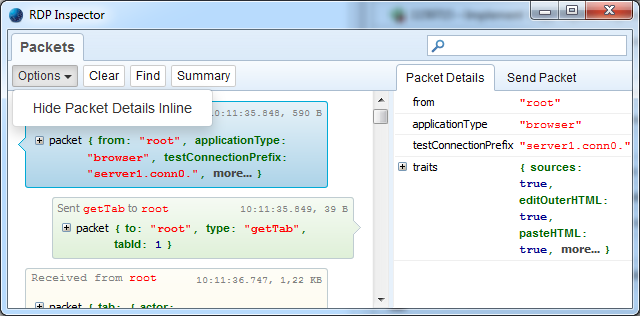 RDP Inspector
Packets
Options Clear Find Summary
Hide Packet Details Inline
10:11:35.848, 590 B
packet { from: "root", applicationType:
"browser", testConnectionPrefix:
"server1.conn0.", more... }
Sent getTab to root 10:11:35.849, 39 B
packet { to: "root", type: "getTab",
tabId: 1 }
Received from root 10:11:36.747, 1,22 KB
packet { tab: { actor:
Packet Details Send Packet
from "root"
applicationType "browser"
testConnectionPrefix "server1.conn0."
traits { sources:
true,
editOuterHTML:
true,
pasteHTML:
true, more... }